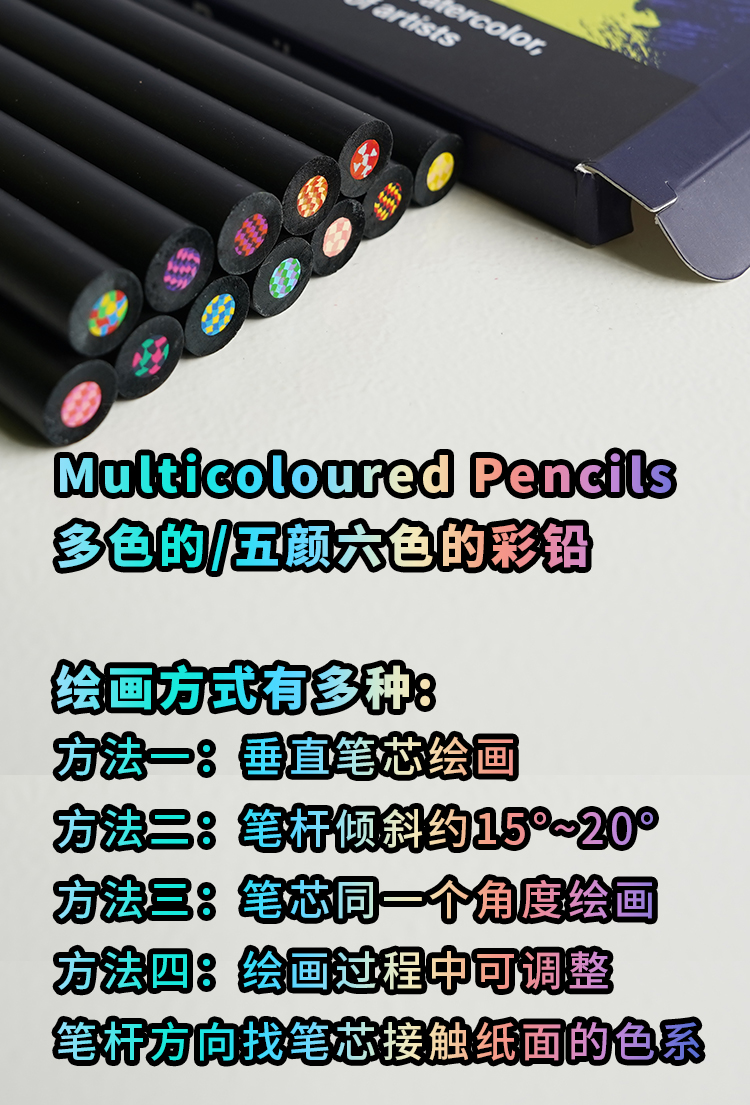 of artists
Multicoloured Pencils
多色的/五颜六色的彩铅
绘画方式有多种:
方法一：垂直笔芯绘画
方法二：笔杆倾斜约15°~20°
方法三：笔芯同一个角度绘画
方法四：绘画过程中可调整
笔杆方向找笔芯接触纸面的色系